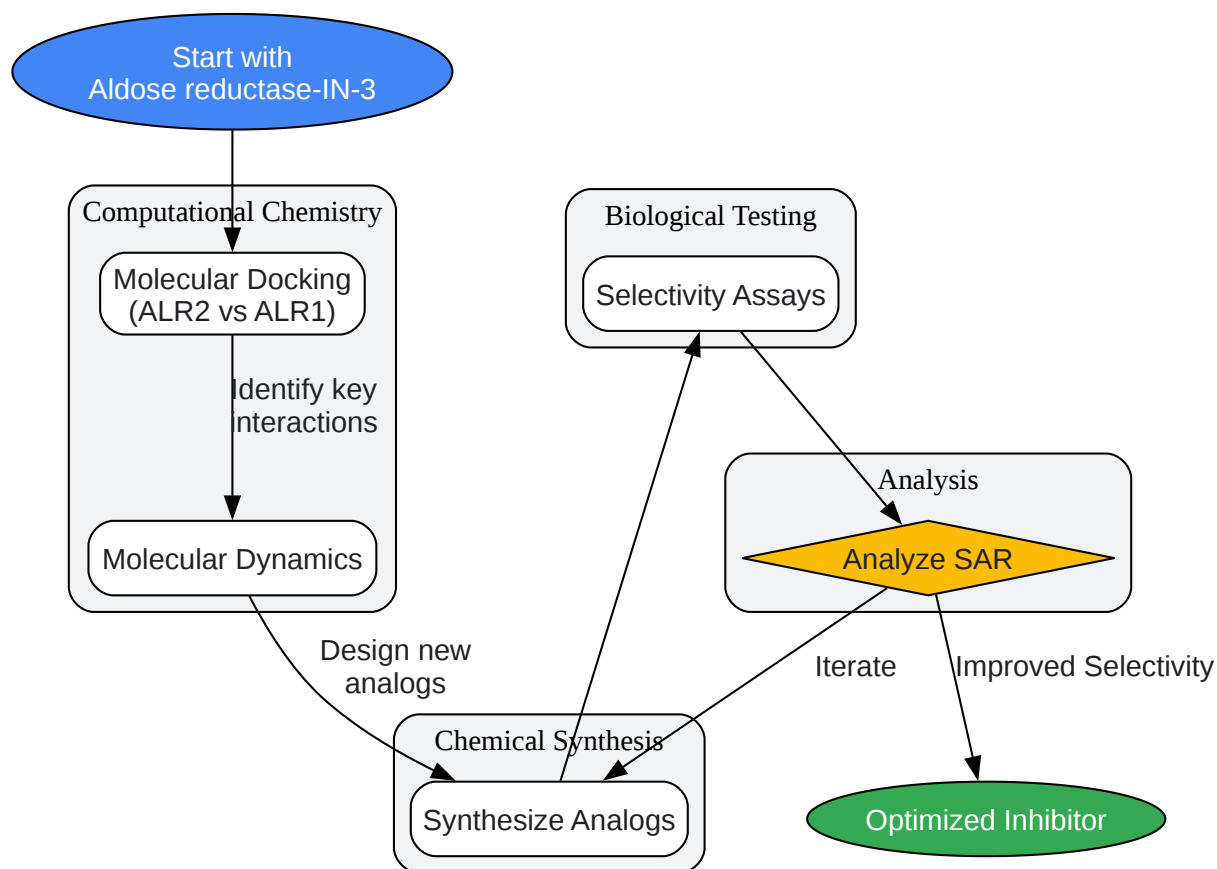 Start with
Aldose reductase-IN-3
Computational Chemistry
Molecular Docking
(ALR2 vs ALR1)
Identify key
interactions
Molecular Dynamics
Design new
analogs
Biological Testing
Selectivity Assays
Analysis
Analyze SAR
Iterate
Improved Selectivity
Chemical Synthesis
Synthesize Analogs
Optimized Inhibitor